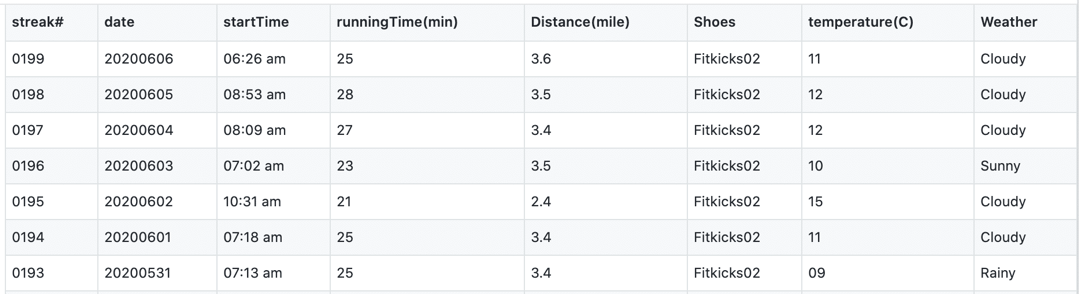 streak# date startTime runningTime(min) Distance(mile) Shoes temperature(C) Weather
0199 20200606 06:26 am 25 3.6 Fitkicks02 11 Cloudy
0198 20200605 08:53 am 28 3.5 Fitkicks02 12 Cloudy
0197 20200604 08:09 am 27 3.4 Fitkicks02 12 Cloudy
0196 20200603 07:02 am 23 3.5 Fitkicks02 10 Sunny
0195 20200602 10:31 am 21 2.4 Fitkicks02 15 Cloudy
0194 20200601 07:18 am 25 3.4 Fitkicks02 11 Cloudy
0193 20200531 07:13 am 25 3.4 Fitkicks02 09 Rainy